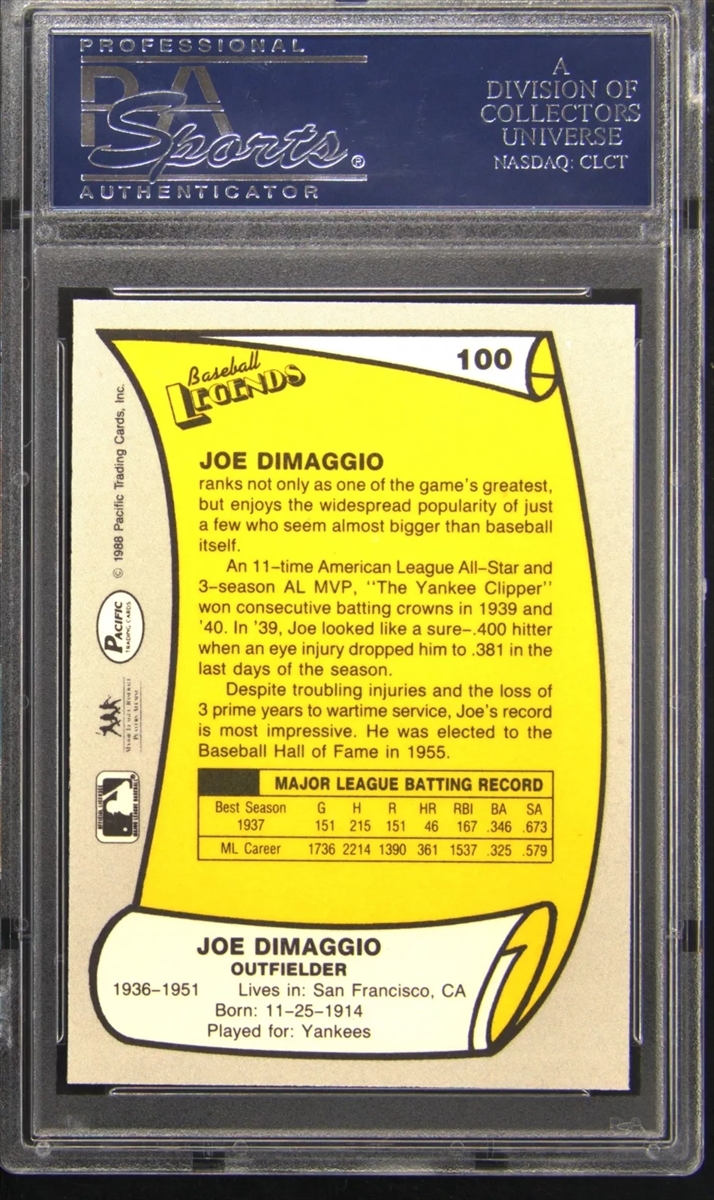 PROFESSIONAL
PSA
Sports®
AUTHENTICATOR
A
DIVISION OF
COLLECTORS
UNIVERSE
NASDAQ: CLCT
Baseball
LEGENDS
100
© 1988 Pacific Trading Cards, Inc.
PACIFIC
TRADING CARDS
JOE DIMAGGIO
ranks not only as one of the game's greatest,
but enjoys the widespread popularity of just
a few who seem almost bigger than baseball
itself.
An 11-time American League All-Star and
3-season AL MVP, "The Yankee Clipper"
won consecutive batting crowns in 1939 and
'40. In '39, Joe looked like a sure-.400 hitter
when an eye injury dropped him to .381 in the
last days of the season.
Despite troubling injuries and the loss of
3 prime years to wartime service, Joe's record
is most impressive. He was elected to the
Baseball Hall of Fame in 1955.
MAJOR LEAGUE BATTING RECORD
Best Season G H R HR RBI BA SA
1937 151 215 151 46 167 .346 .673
ML Career 1736 2214 1390 361 1537 .325 .579
JOE DIMAGGIO
OUTFIELDER
1936-1951 Lives in: San Francisco, CA
Born: 11-25-1914
Played for: Yankees
PSA